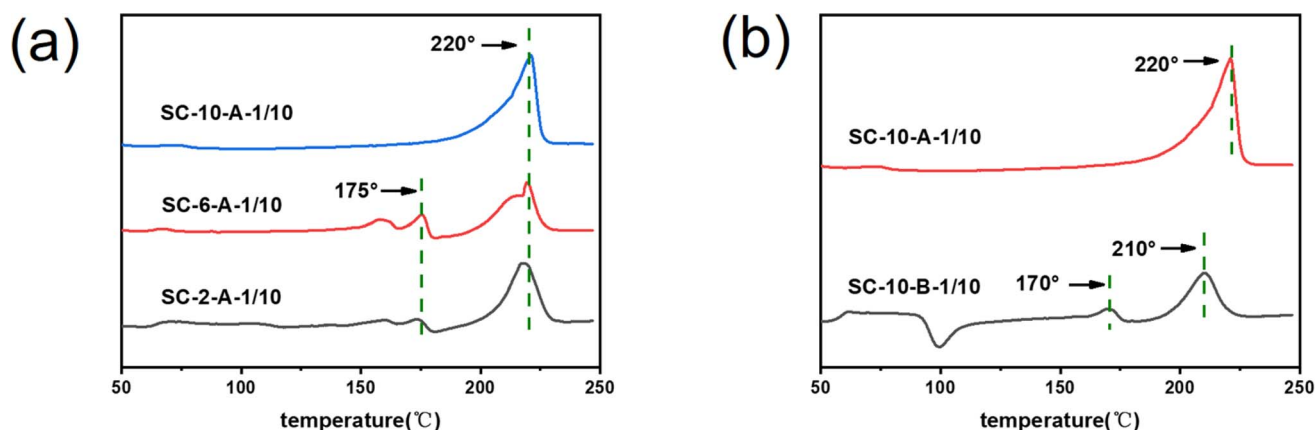 (a)
220°
SC-10-A-1/10
175°
SC-6-A-1/10
SC-2-A-1/10
50 100 150 200 250
temperature(℃)
(b)
220°
SC-10-A-1/10
210°
170°
SC-10-B-1/10
50 100 150 200 250
temperature(℃)